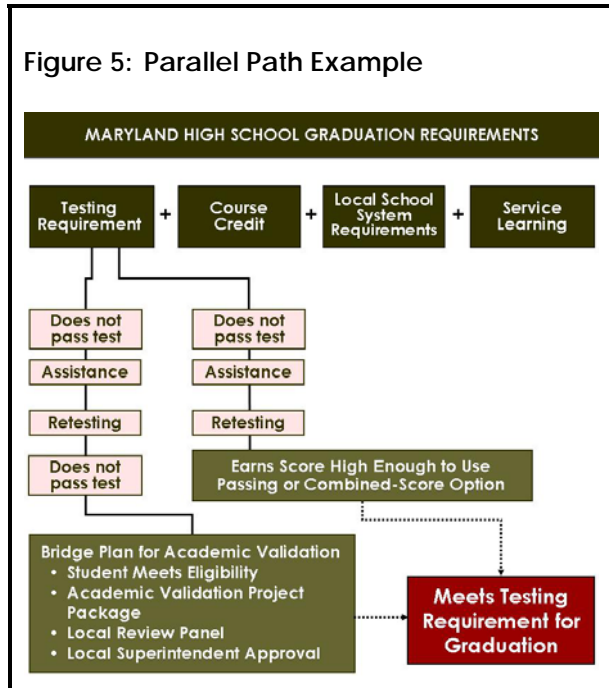 Figure 5: Parallel Path Example
MARYLAND HIGH SCHOOL GRADUATION REQUIREMENTS
Testing
Requirement
+
Course
Credit
+
Local School
System
Requirements
+
Service
Learning
Does not
pass test
Assistance
Retesting
Does not
pass test
Does not
pass test
Assistance
Retesting
Earns Score High Enough to Use
Passing or Combined-Score Option
Bridge Plan for Academic Validation
• Student Meets Eligibility
• Academic Validation Project
Package
• Local Review Panel
• Local Superintendent Approval
Meets Testing
Requirement for
Graduation